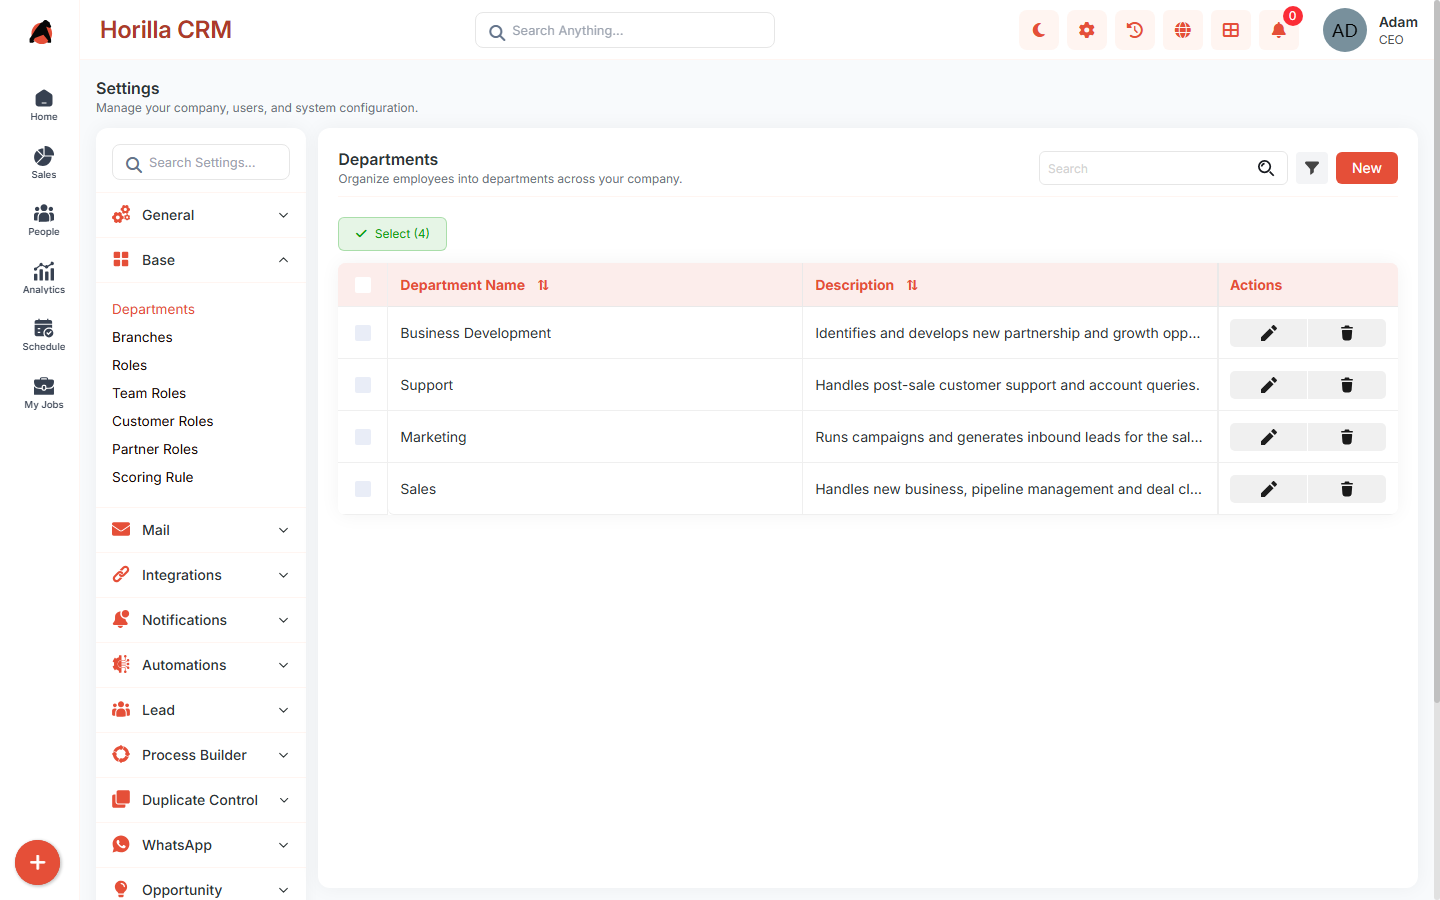 Horilla CRM
Search Anything...
0
AD
Adam
CEO
Home
Sales
People
Analytics
Schedule
My Jobs
Settings
Manage your company, users, and system configuration.
Search Settings...
General
Base
Departments
Branches
Roles
Team Roles
Customer Roles
Partner Roles
Scoring Rule
Mail
Integrations
Notifications
Automations
Lead
Process Builder
Duplicate Control
WhatsApp
Opportunity
Departments
Organize employees into departments across your company.
Search
New
Select (4)
Department Name
Description
Actions
Business Development
Identifies and develops new partnership and growth opp...
Support
Handles post-sale customer support and account queries.
Marketing
Runs campaigns and generates inbound leads for the sal...
Sales
Handles new business, pipeline management and deal cl...